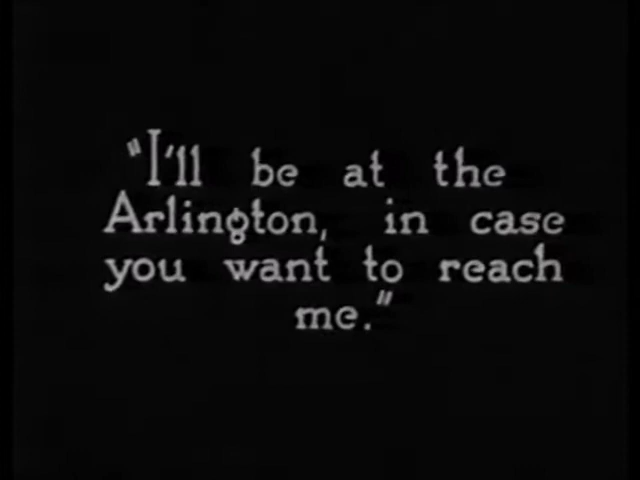 "I'll be at the
Arlington, in case
you want to reach
me."